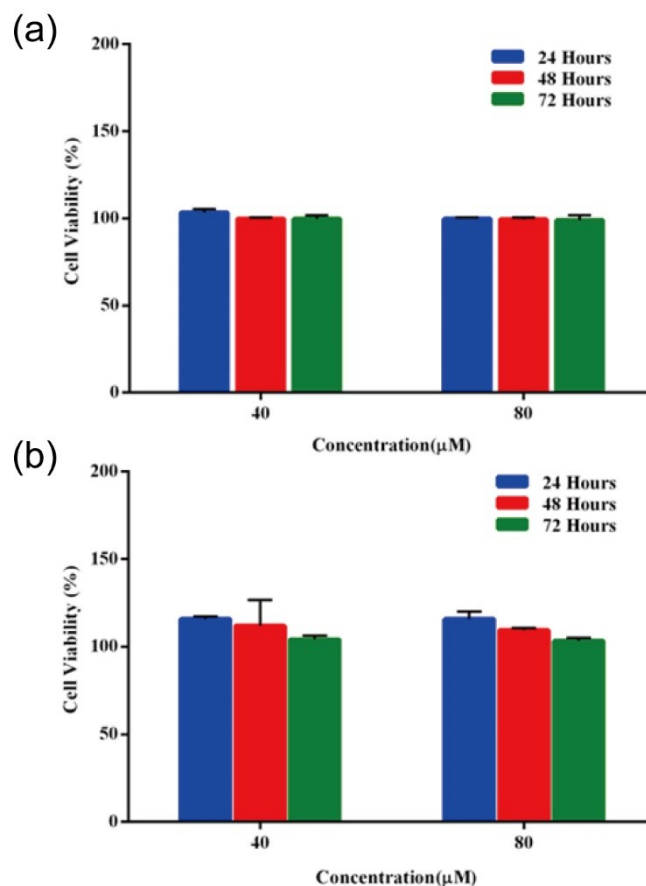 (a)
200
150
100
50
0
Cell Viability (%)
24 Hours
48 Hours
72 Hours
40
80
Concentration(μM)
(b)
200
150
100
50
0
Cell Viability (%)
24 Hours
48 Hours
72 Hours
40
80
Concentration(μM)